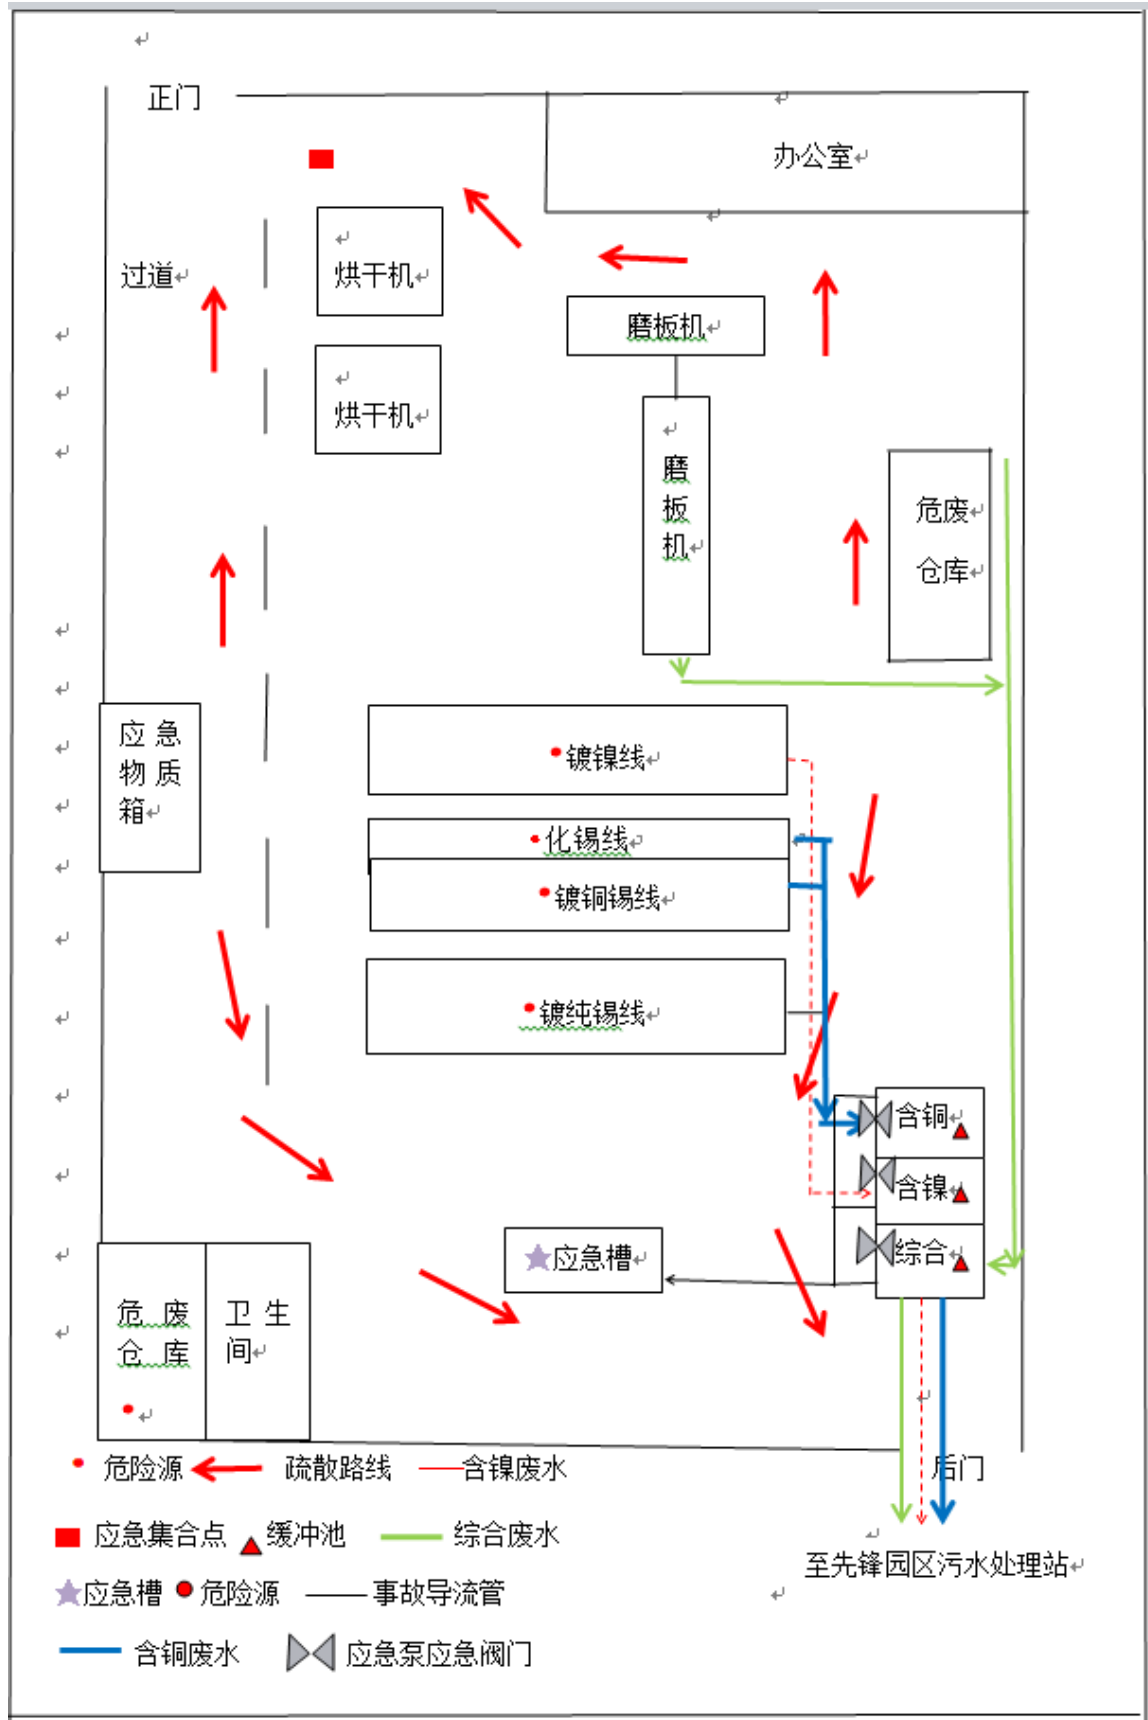 正门
办公室
过道
烘干机
磨板机
烘干机
磨
板
机
危废
仓库
应急
物质
箱
镀镍线
化锡线
镀铜锡线
镀纯锡线
含铜
含镍
综合
应急槽
危废
仓库
卫生
间
危险源
疏散路线
含镍废水
后门
应急集合点
缓冲池
综合废水
至先锋园区污水处理站
应急槽
危险源
事故导流管
含铜废水
应急泵应急阀门